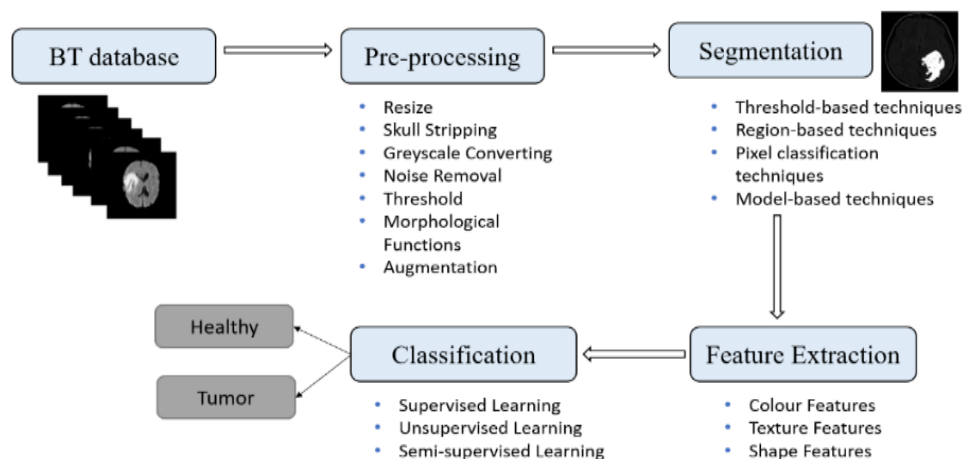 BT database
Pre-processing
Segmentation
Resize
Skull Stripping
Greyscale Converting
Noise Removal
Threshold
Morphological
Functions
Augmentation
Threshold-based techniques
Region-based techniques
Pixel classification
techniques
Model-based techniques
Healthy
Tumor
Classification
Feature Extraction
Supervised Learning
Unsupervised Learning
Semi-supervised Learning
Colour Features
Texture Features
Shape Features